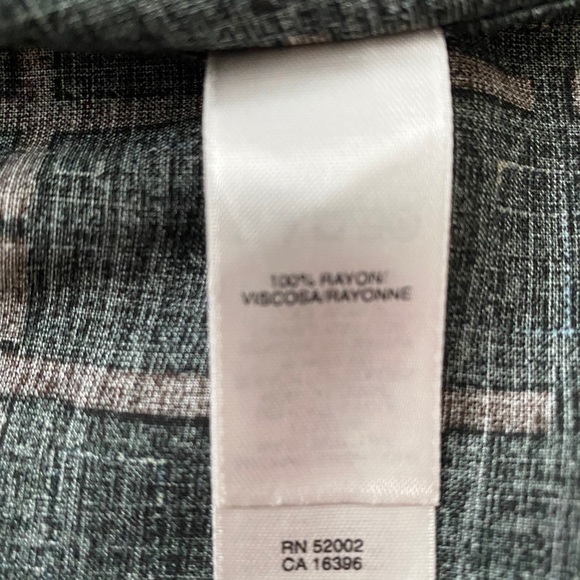 100% RAYON/
VISCOSA/RAYONNE
RN 52002
CA 16396